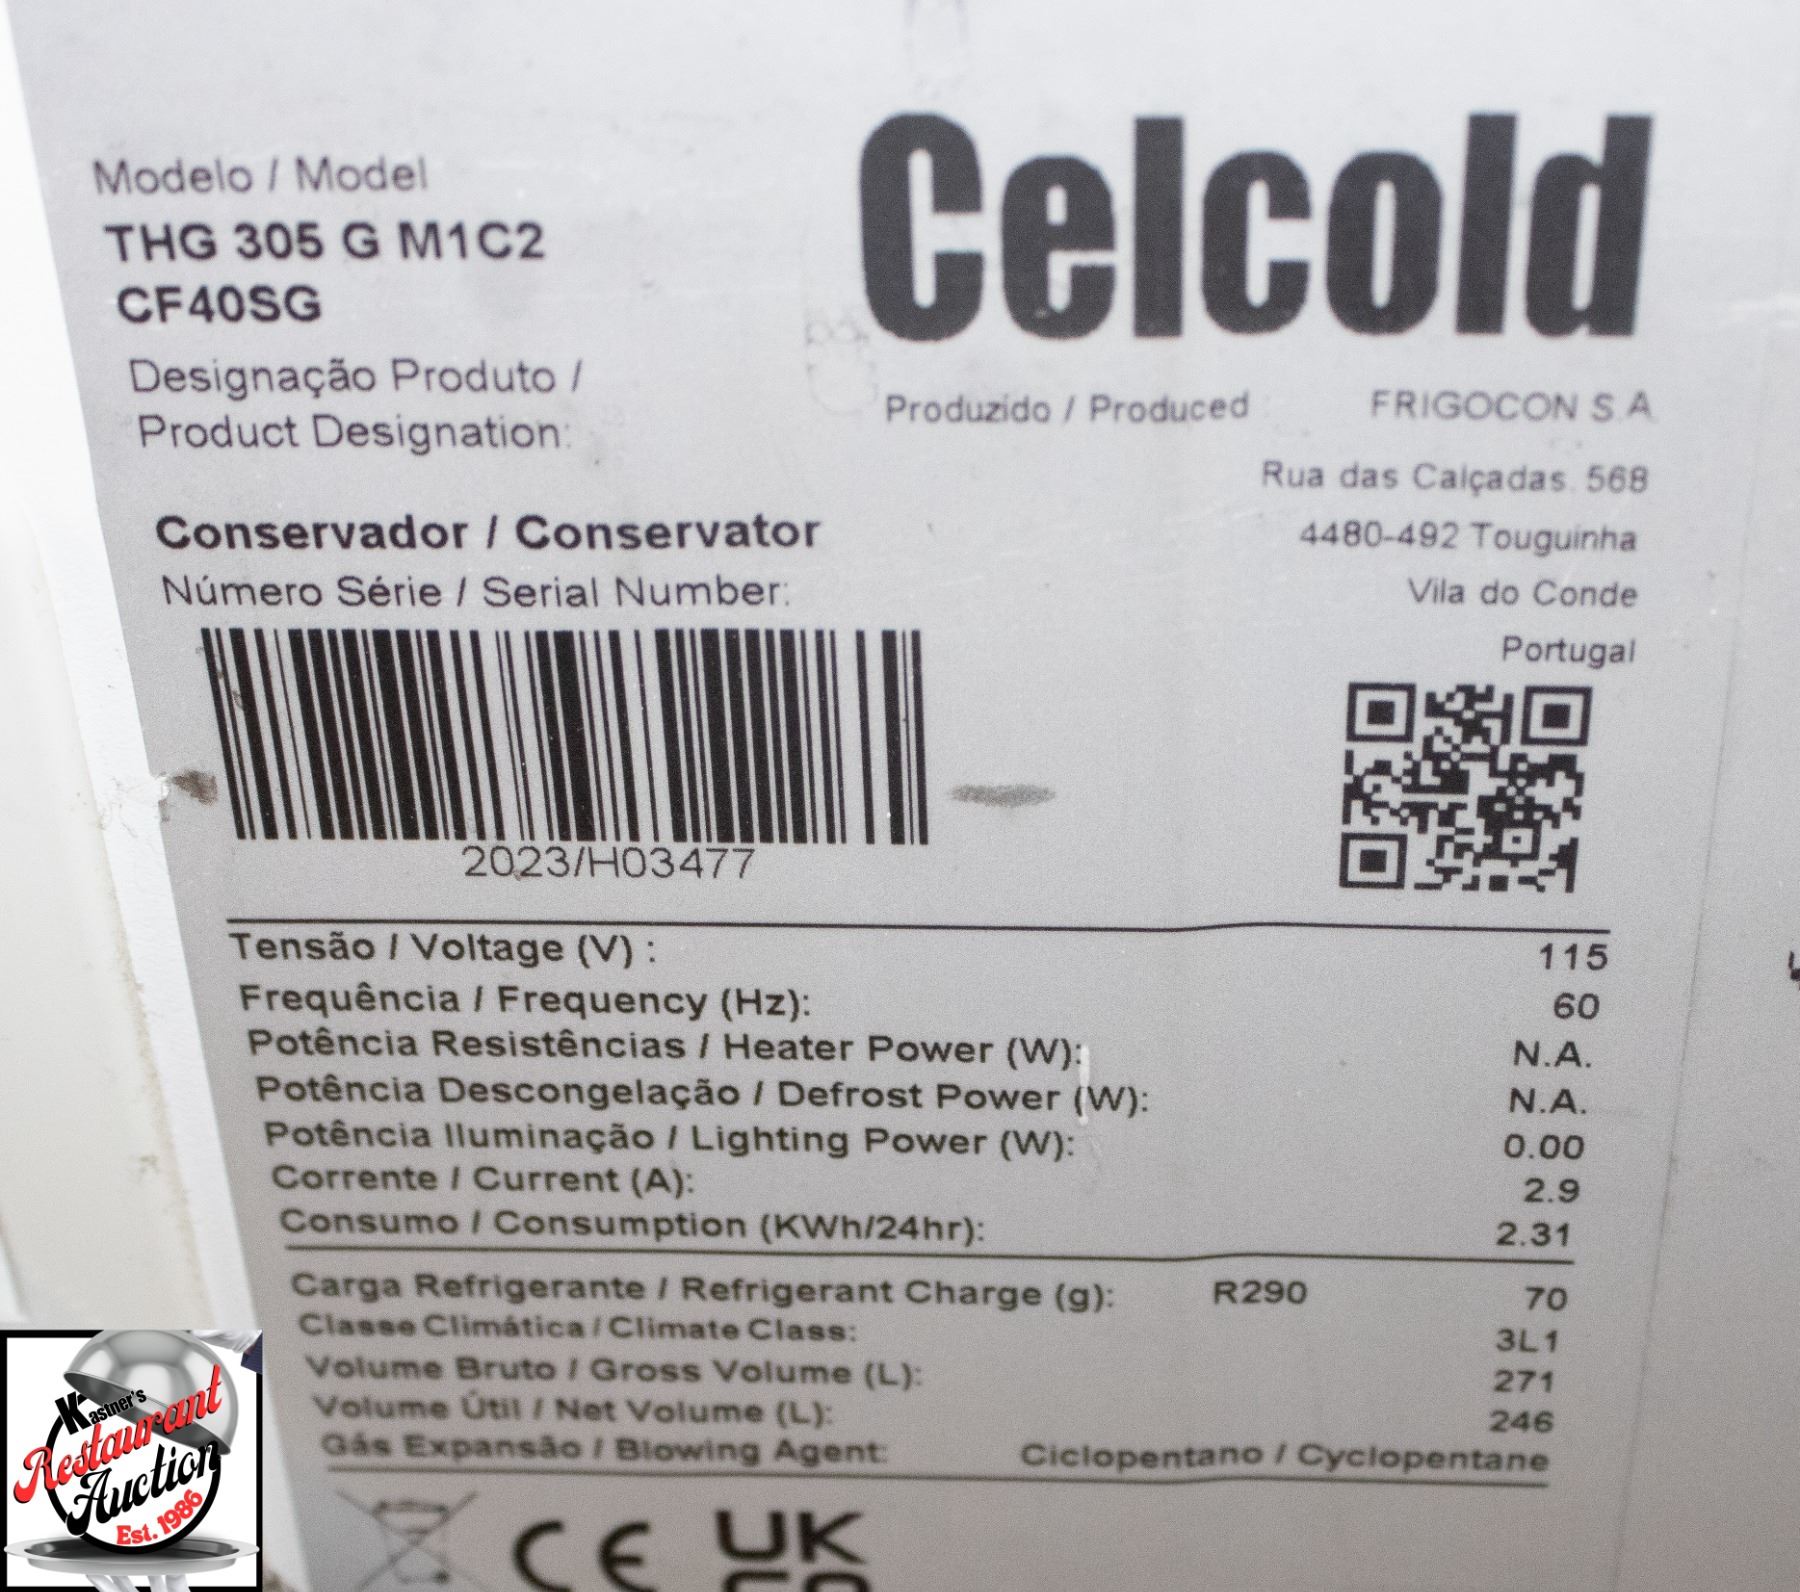 Celcold
Modelo / Model
THG 305 G M1C2
CF40SG
Designação Produto /
Product Designation:
Produzido / Produced : FRIGOCON S.A
Rua das Calçadas, 568
4480-492 Touguinha
Vila do Conde
Portugal
Conservador / Conservator
Número Série / Serial Number:
2023/H03477
Tensão / Voltage (V) : 115
Frequência / Frequency (Hz): 60
Potência Resistências / Heater Power (W): N.A.
Potência Descongelação / Defrost Power (W): N.A.
Potência Iluminação / Lighting Power (W): 0.00
Corrente / Current (A): 2.9
Consumo / Consumption (KWh/24hr): 2.31
Carga Refrigerante / Refrigerant Charge (g): R290 70
Classe Climática / Climate Class: 3L1
Volume Bruto / Gross Volume (L): 271
Volume Útil / Net Volume (L): 246
Gás Expansão / Blowing Agent: Ciclopentano / Cyclopentane
CE
UK
CA
Kastner's
Restaurant
Auction
Est. 1986